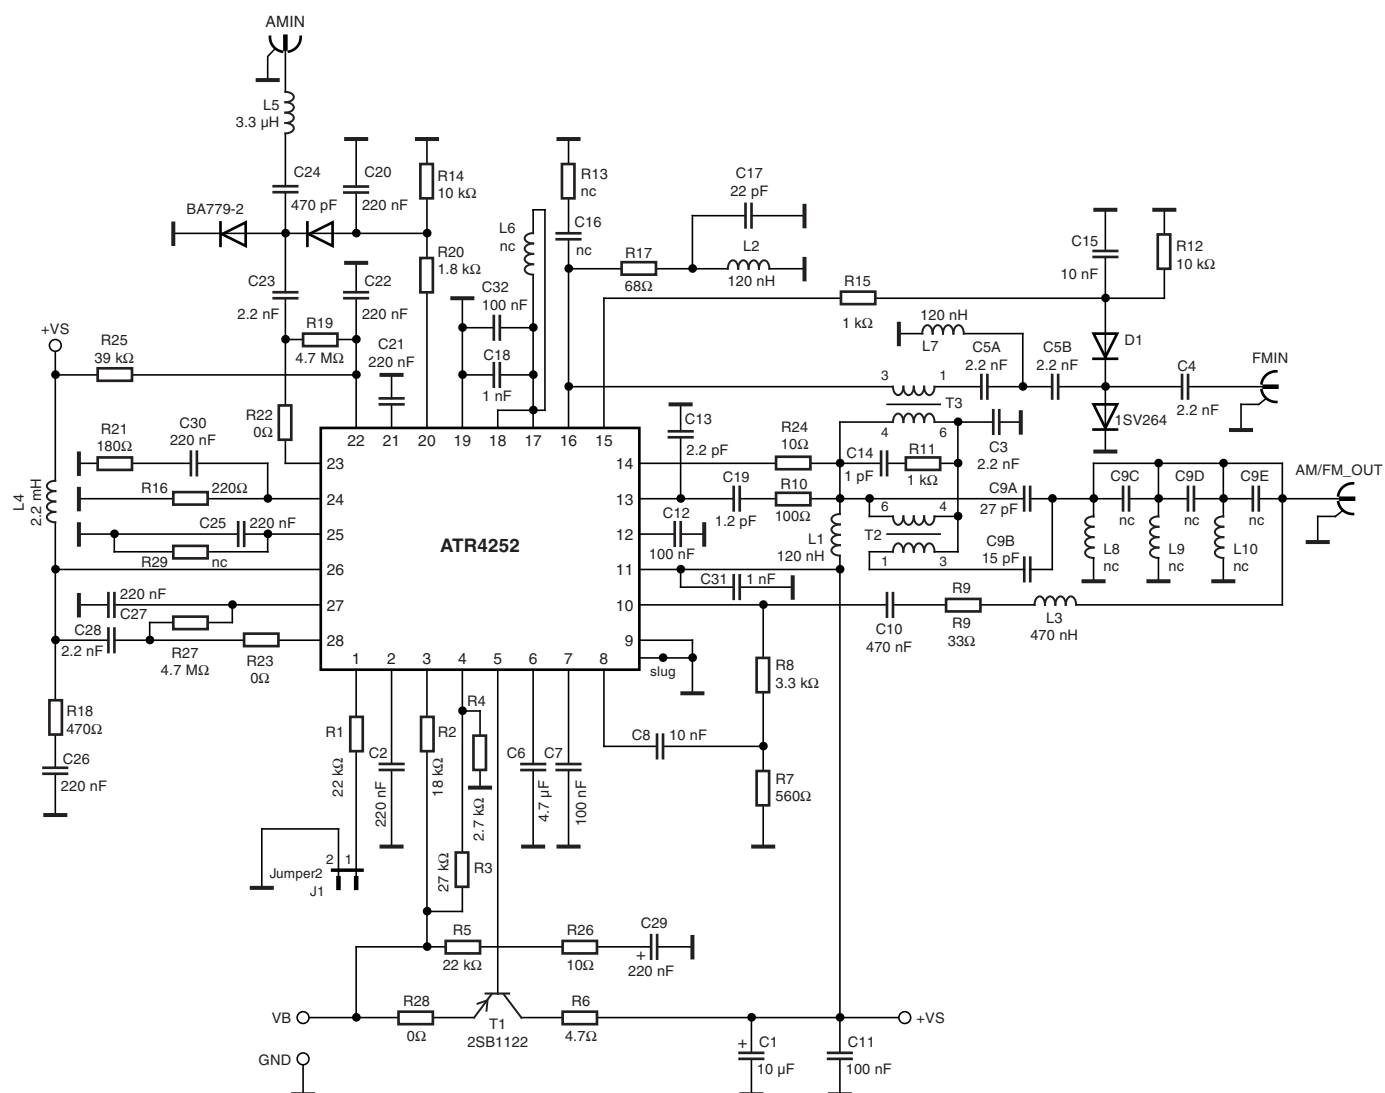 AMIN
L5
3.3 µH
C24
470 pF
C20
220 nF
R14
10 kΩ
R13
nc
C17
22 pF
BA779-2
L6
nc
C16
nc
L2
120 nH
R17
68Ω
C15
10 nF
R12
10 kΩ
R20
1.8 kΩ
C23
2.2 nF
C22
220 nF
C32
100 nF
R15
1 kΩ
+VS
R25
39 kΩ
R19
4.7 MΩ
C21
220 nF
C18
1 nF
120 nH
L7
C5A
2.2 nF
C5B
2.2 nF
D1
C4
2.2 nF
FMIN
3
1
T3
4
6
1SV264
C3
2.2 nF
R22
0Ω
R21
180Ω
C30
220 nF
22
21
20
19
18
17
16
15
C13
2.2 pF
R24
10Ω
C14
1 pF
R11
1 kΩ
23
14
L4
2.2 mH
R16
220Ω
24
13
C19
1.2 pF
R10
100Ω
C9A
27 pF
C9C
nc
C9D
nc
C9E
nc
AM/FM_OUT
C25
220 nF
25
R29
nc
ATR4252
12
C12
100 nF
L1
120 nH
6
4
T2
1
3
C9B
15 pF
L8
nc
L9
nc
L10
nc
26
11
C31
1 nF
220 nF
C27
27
10
C10
470 nF
R9
R9
33Ω
L3
470 nH
C28
2.2 nF
R27
4.7 MΩ
R23
0Ω
28
9
slug
1
2
3
4
5
6
7
8
R8
3.3 kΩ
R18
470Ω
C26
220 nF
R1
22 kΩ
C2
220 nF
R2
18 kΩ
R4
2.7 kΩ
C6
4.7 µF
C7
100 nF
C8
10 nF
R7
560Ω
27 kΩ
R3
2
1
Jumper2
J1
R5
22 kΩ
R26
10Ω
C29
+
220 nF
VB
R28
0Ω
T1
2SB1122
R6
4.7Ω
+VS
+
C1
10 µF
C11
100 nF
GND